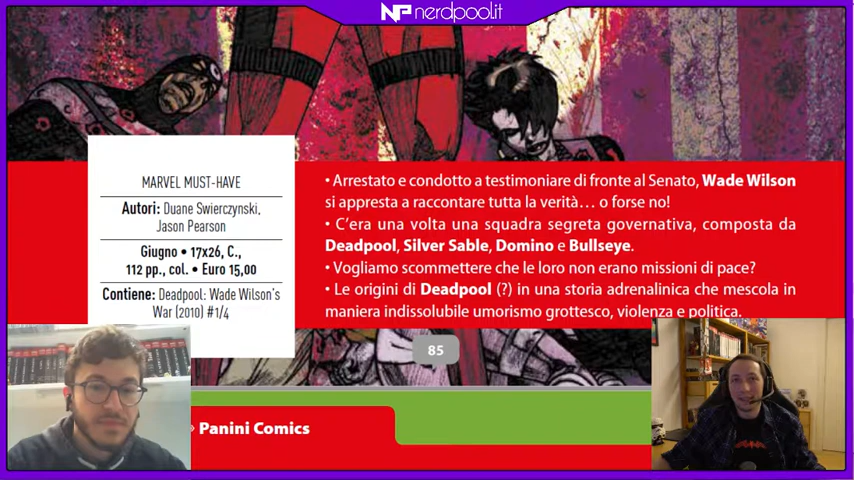 NP nerdpool.it
MARVEL MUST-HAVE
Autori: Duane Swierczynski,
Jason Pearson
Giugno • 17x26, C.,
112 pp., col. • Euro 15,00
Contiene: Deadpool: Wade Wilson's
War (2010) #1/4
• Arrestato e condotto a testimoniare di fronte al Senato, Wade Wilson
si appresta a raccontare tutta la verità… o forse no!
• C'era una volta una squadra segreta governativa, composta da
Deadpool, Silver Sable, Domino e Bullseye.
• Vogliamo scommettere che le loro non erano missioni di pace?
• Le origini di Deadpool (?) in una storia adrenalinica che mescola in
maniera indissolubile umorismo grottesco, violenza e politica.
85
Panini Comics